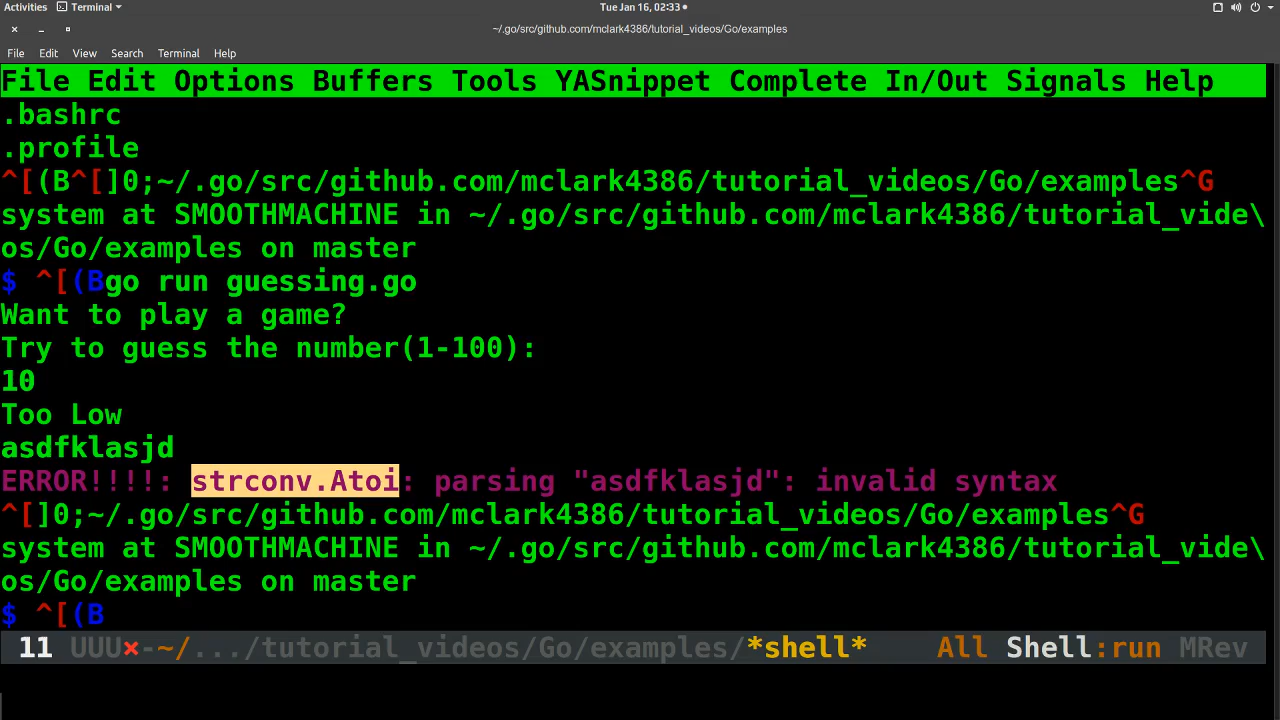 Activities Terminal Tue Jan 16, 02:33
~/.go/src/github.com/mclark4386/tutorial_videos/Go/examples
File Edit View Search Terminal Help
File Edit Options Buffers Tools YASnippet Complete In/Out Signals Help
.bashrc
.profile
^[(B^[]0;~/.go/src/github.com/mclark4386/tutorial_videos/Go/examples^G
system at SMOOTHMACHINE in ~/.go/src/github.com/mclark4386/tutorial_vide\
os/Go/examples on master
$ ^[(Bgo run guessing.go
Want to play a game?
Try to guess the number(1-100):
10
Too Low
asdfklasjd
ERROR!!!!: strconv.Atoi: parsing "asdfklasjd": invalid syntax
^[]0;~/.go/src/github.com/mclark4386/tutorial_videos/Go/examples^G
system at SMOOTHMACHINE in ~/.go/src/github.com/mclark4386/tutorial_vide\
os/Go/examples on master
$ ^[(B
11 UUU×-~/.../tutorial_videos/Go/examples/*shell* All Shell:run MRev